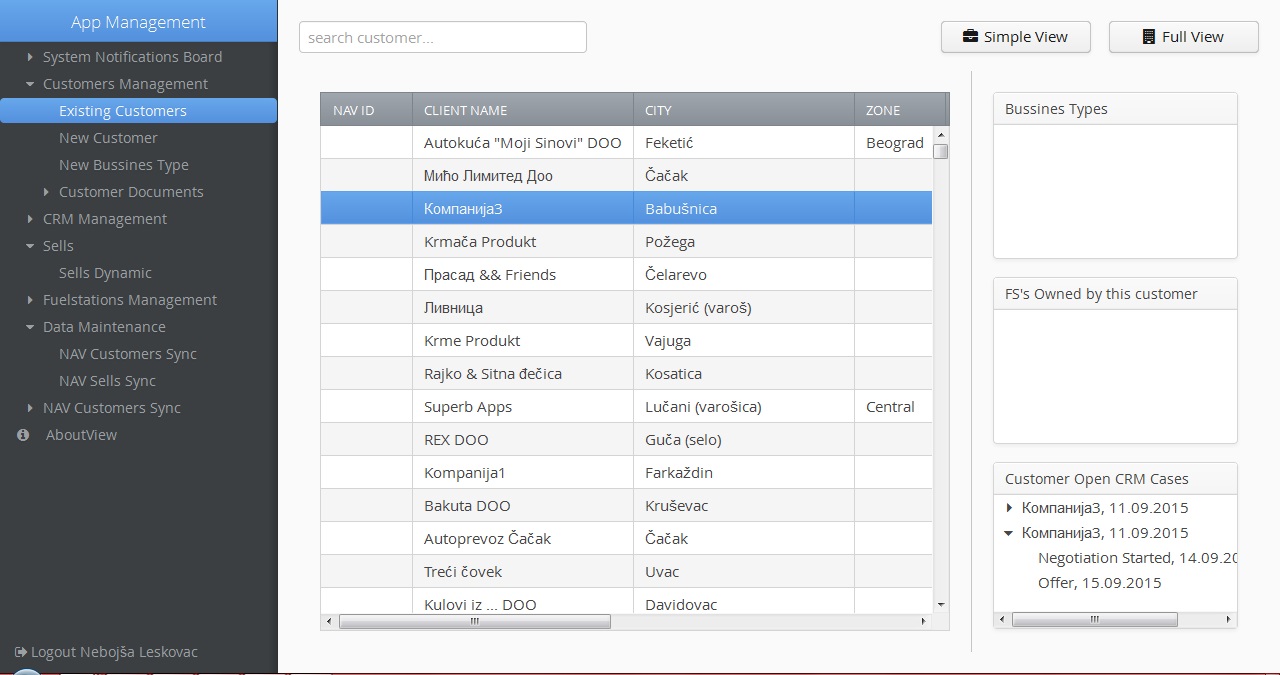 App Management
System Notifications Board
Customers Management
Existing Customers
New Customer
New Bussines Type
Customer Documents
CRM Management
Sells
Sells Dynamic
Fuelstations Management
Data Maintenance
NAV Customers Sync
NAV Sells Sync
NAV Customers Sync
AboutView
Logout Nebojša Leskovac
search customer...
Simple View
Full View
NAV ID CLIENT NAME CITY ZONE
Autokuća "Moji Sinovi" DOO Feketić Beograd
Мићо Лимитед Доо Čačak
Компанија3 Babušnica
Krmača Produkt Požega
Прасад && Friends Čelarevo
Ливница Kosjerić (varoš)
Krme Produkt Vajuga
Rajko & Sitna đečica Kosatica
Superb Apps Lučani (varošica) Central
REX DOO Guča (selo)
Kompanija1 Farkaždin
Bakuta DOO Kruševac
Autoprevoz Čačak Čačak
Treći čovek Uvac
Kulovi iz ... DOO Davidovac
Bussines Types
FS's Owned by this customer
Customer Open CRM Cases
Компанија3, 11.09.2015
Компанија3, 11.09.2015
Negotiation Started, 14.09.20
Offer, 15.09.2015